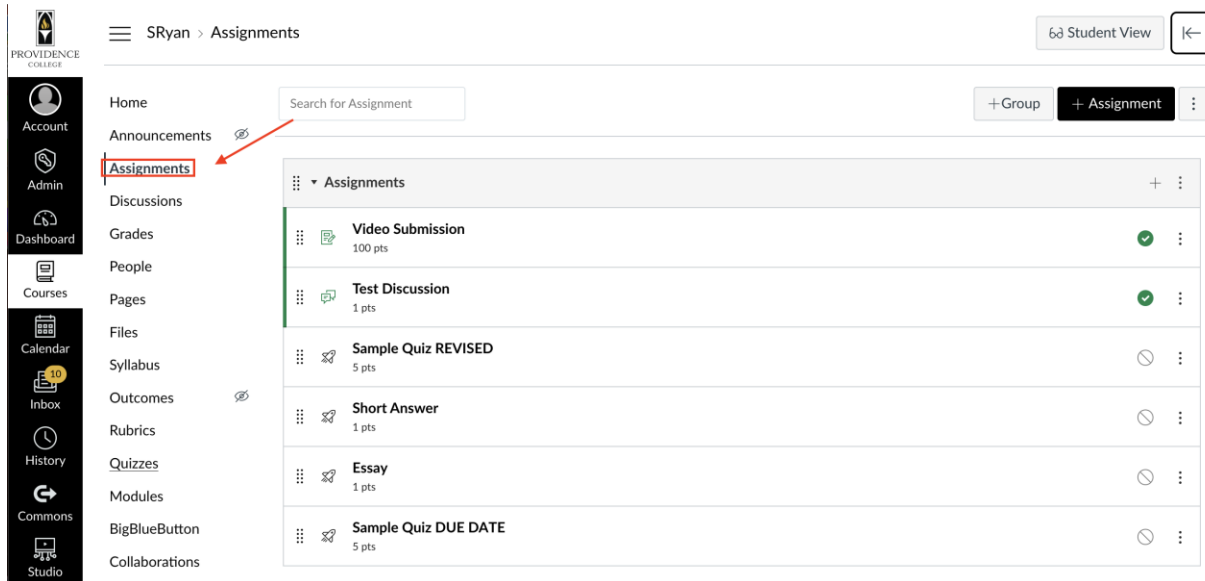 PROVIDENCE
COLLEGE
SRyan > Assignments
Student View
Account
Admin
Dashboard
Courses
Calendar
10
Inbox
History
Commons
Studio
Home
Announcements
Assignments
Discussions
Grades
People
Pages
Files
Syllabus
Outcomes
Rubrics
Quizzes
Modules
BigBlueButton
Collaborations
Search for Assignment
+Group
+ Assignment
Assignments
Video Submission
100 pts
Test Discussion
1 pts
Sample Quiz REVISED
5 pts
Short Answer
1 pts
Essay
1 pts
Sample Quiz DUE DATE
5 pts